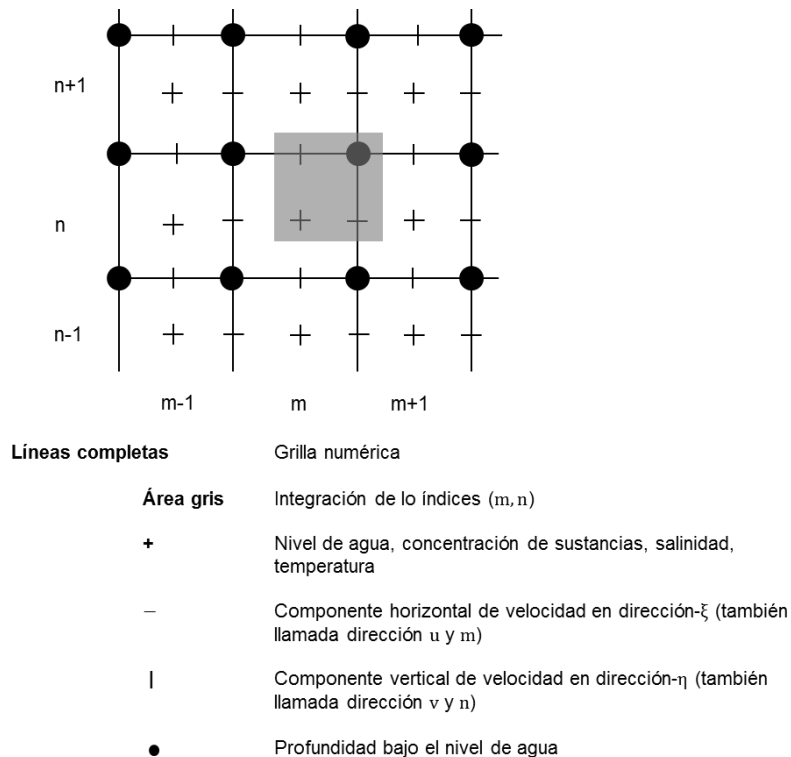 n+1
n
n-1
m-1 m m+1
Líneas completas Grilla numérica
Área gris Integración de lo índices (m, n)
+ Nivel de agua, concentración de sustancias, salinidad,
temperatura
– Componente horizontal de velocidad en dirección-ξ (también
llamada dirección u y m)
| Componente vertical de velocidad en dirección-η (también
llamada dirección v y n)
● Profundidad bajo el nivel de agua